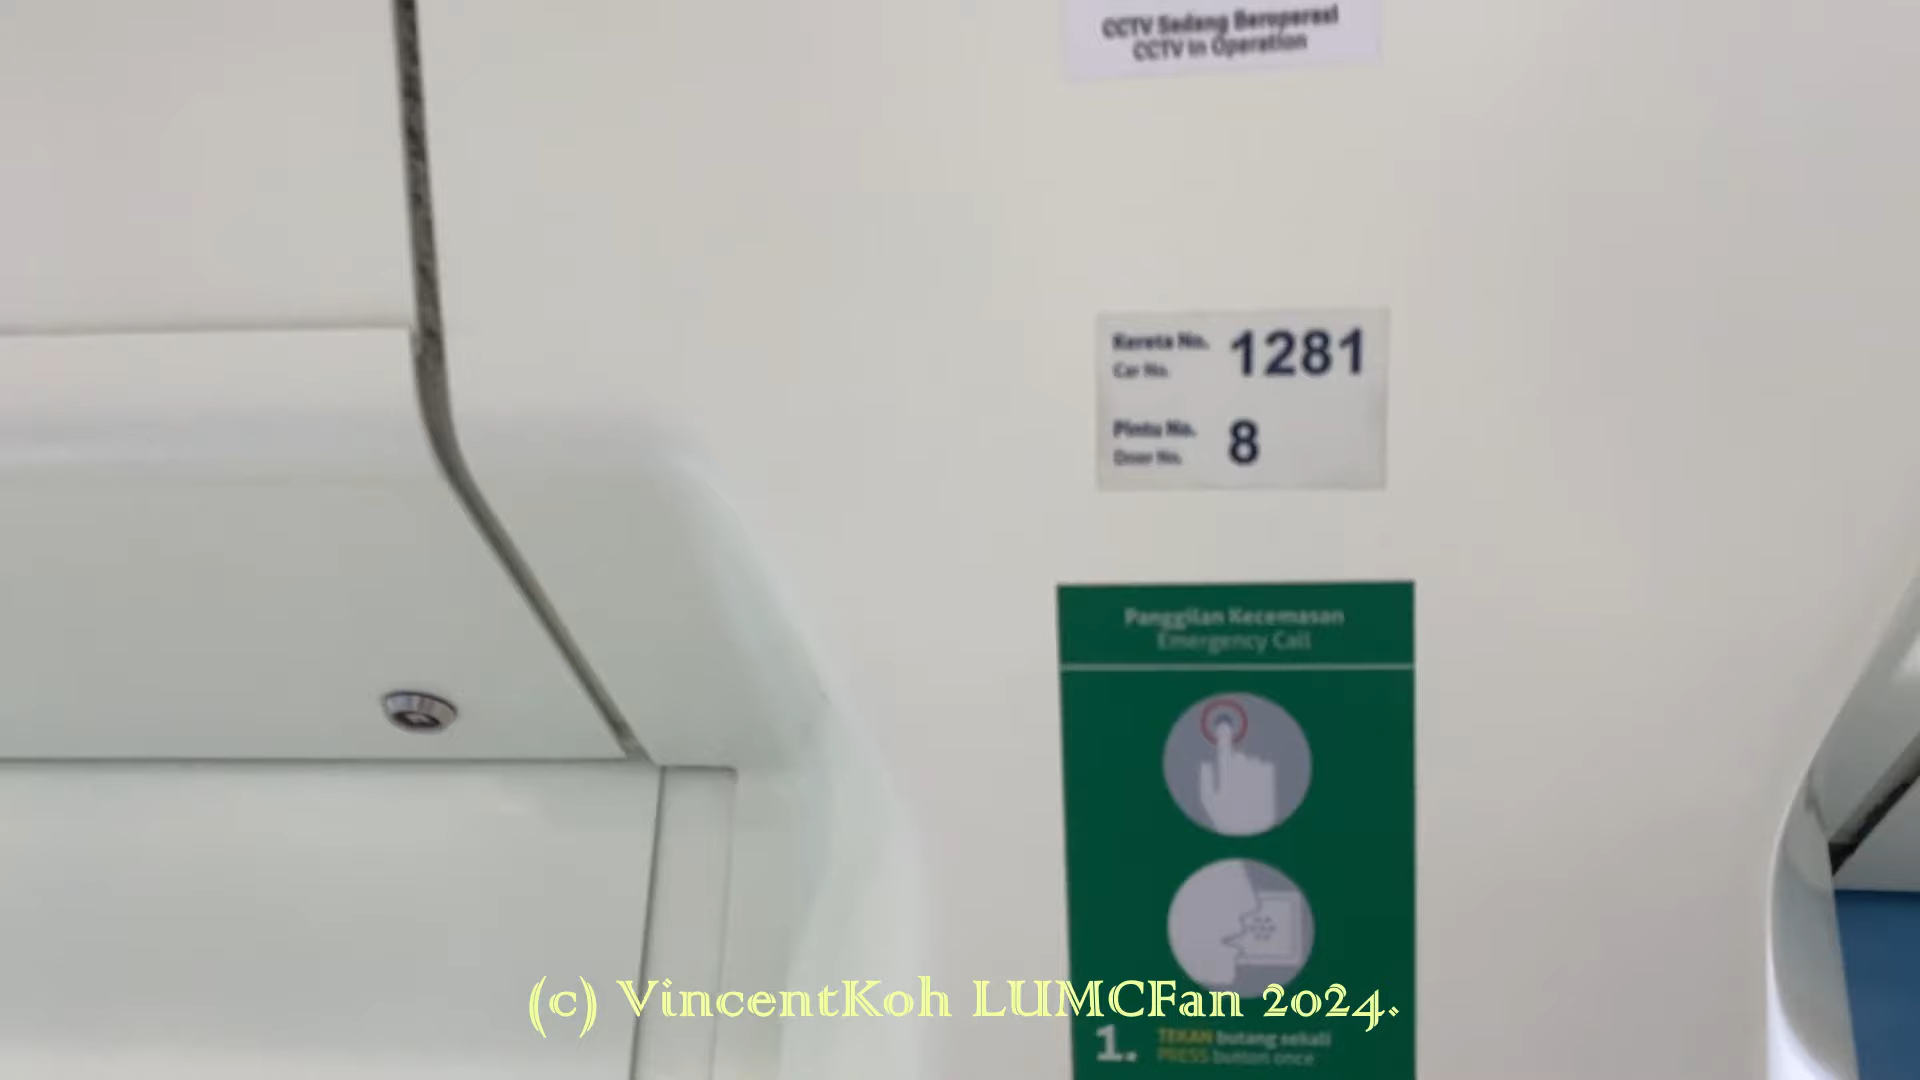 CCTV Sedang Beroperasi
CCTV in Operation
Kereta No. 1281
Car No.
Pintu No. 8
Door No.
Panggilan Kecemasan
Emergency Call
(c) VincentKoh LUMCFan 2024.
1. TEKAN butang sekali
PRESS button once